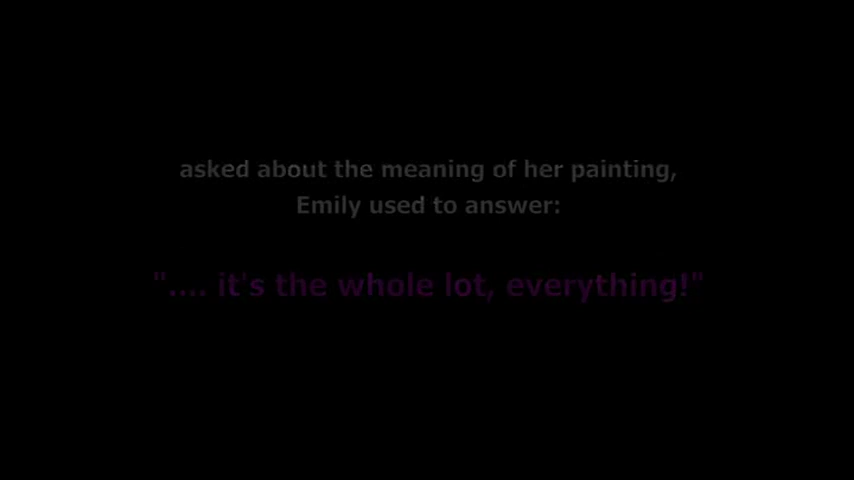 asked about the meaning of her painting,
Emily used to answer:
".... it's the whole lot, everything!"